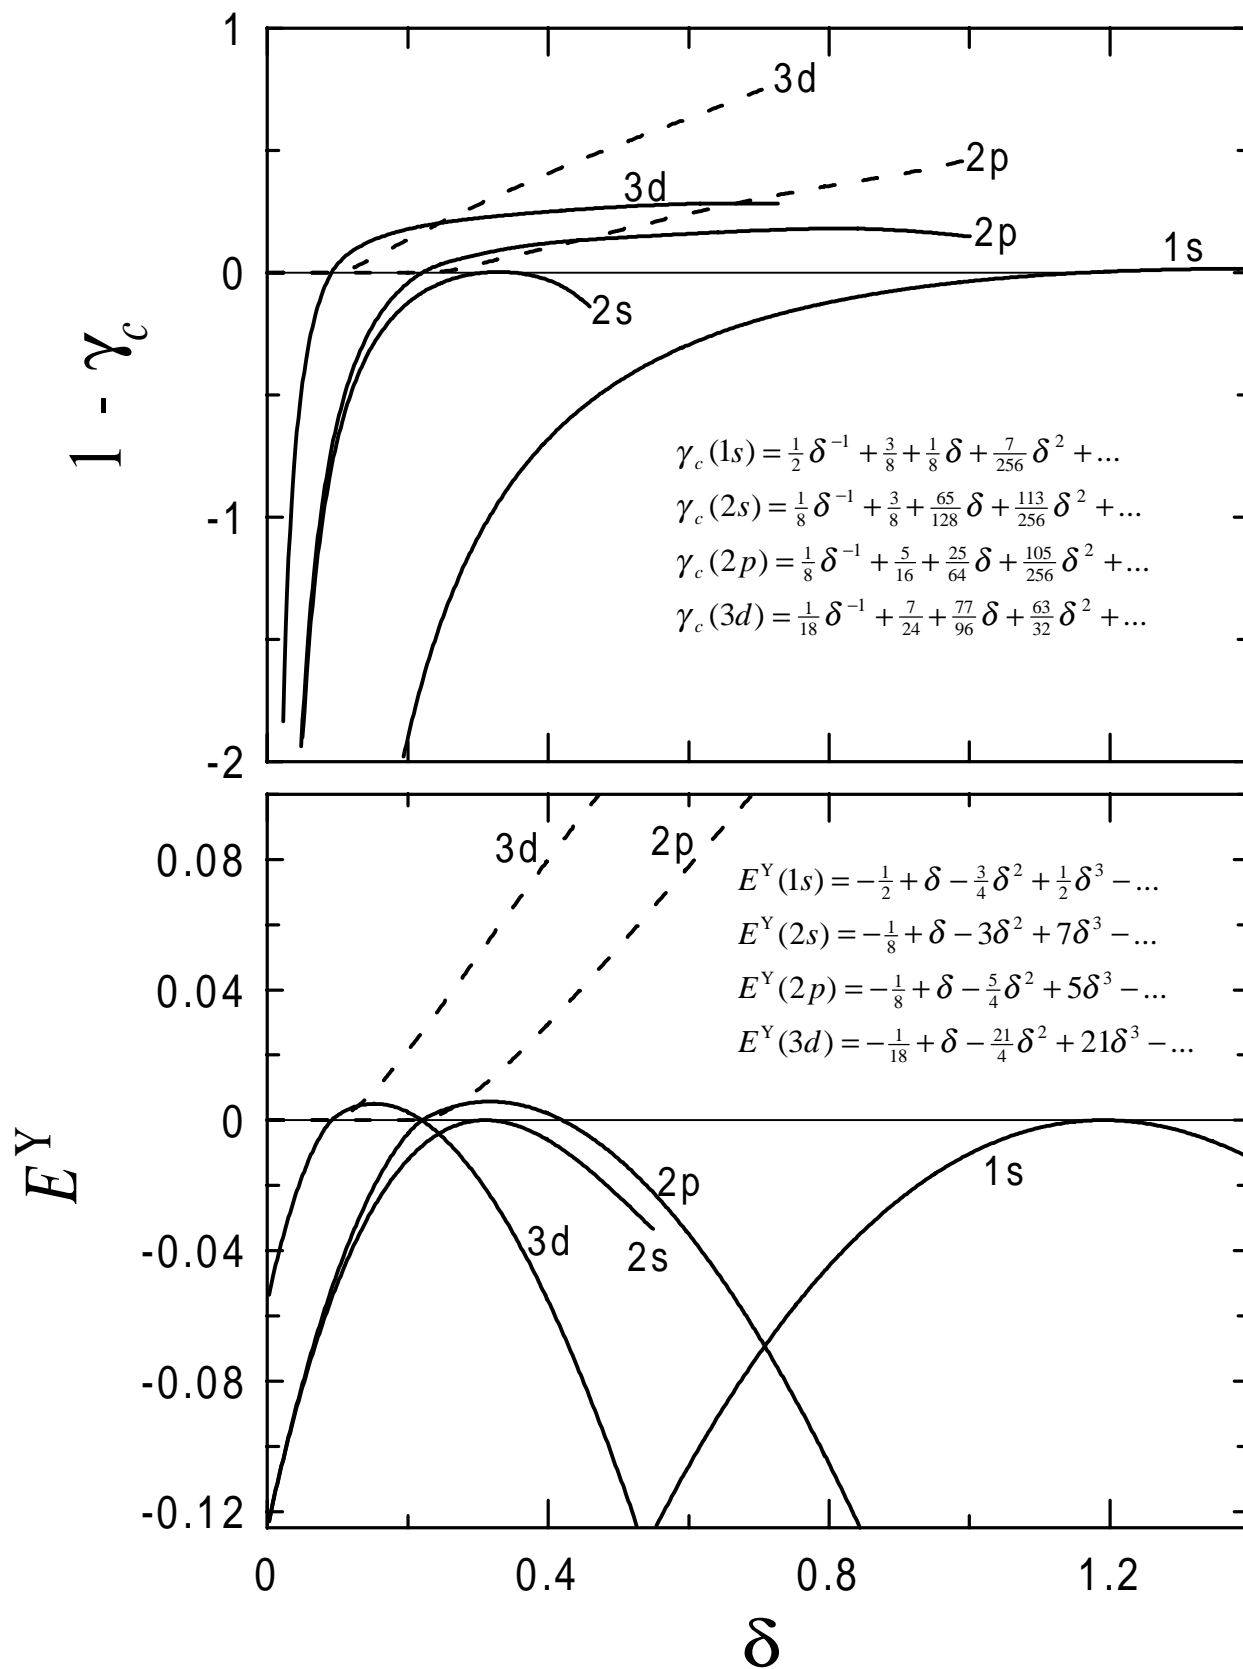 1
0
-1
-2
1 - γ_c
3d
2p
3d
2p
1s
2s
γ_c(1s) = 1/2 δ^-1 + 3/8 + 1/8 δ + 7/256 δ^2 + ...
γ_c(2s) = 1/8 δ^-1 + 3/8 + 65/128 δ + 113/256 δ^2 + ...
γ_c(2p) = 1/8 δ^-1 + 5/16 + 25/64 δ + 105/256 δ^2 + ...
γ_c(3d) = 1/18 δ^-1 + 7/24 + 77/96 δ + 63/32 δ^2 + ...
0.08
0.04
0
-0.04
-0.08
-0.12
E^Y
3d
2p
E^Y(1s) = -1/2 + δ - 3/4 δ^2 + 1/2 δ^3 - ...
E^Y(2s) = -1/8 + δ - 3δ^2 + 7δ^3 - ...
E^Y(2p) = -1/8 + δ - 5/4 δ^2 + 5δ^3 - ...
E^Y(3d) = -1/18 + δ - 21/4 δ^2 + 21δ^3 - ...
1s
2p
3d
2s
0
0.4
0.8
1.2
δ